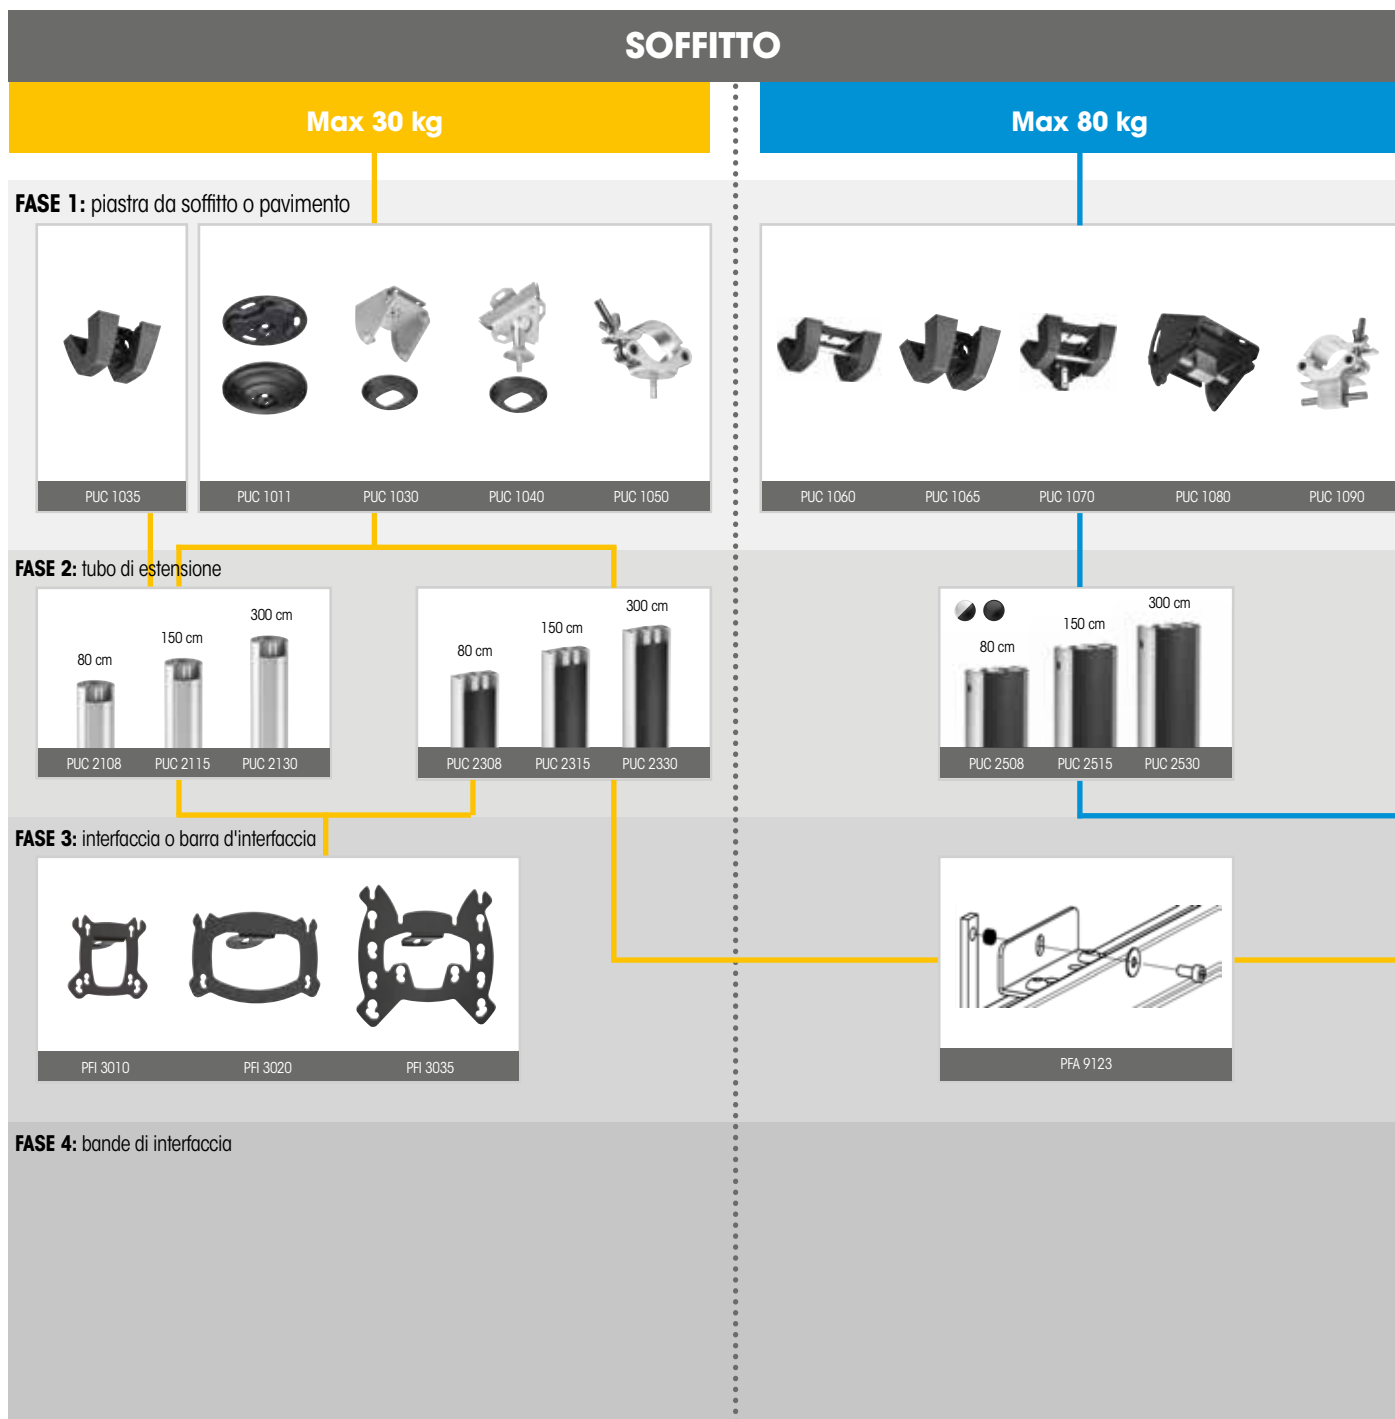 SOFFITTO
Max 30 kg
Max 80 kg
FASE 1: piastra da soffitto o pavimento
PUC 1035
PUC 1011
PUC 1030
PUC 1040
PUC 1050
PUC 1060
PUC 1065
PUC 1070
PUC 1080
PUC 1090
FASE 2: tubo di estensione
80 cm
150 cm
300 cm
PUC 2108
PUC 2115
PUC 2130
80 cm
150 cm
300 cm
PUC 2308
PUC 2315
PUC 2330
80 cm
150 cm
300 cm
PUC 2508
PUC 2515
PUC 2530
FASE 3: interfaccia o barra d'interfaccia
PFI 3010
PFI 3020
PFI 3035
PFA 9123
FASE 4: bande di interfaccia